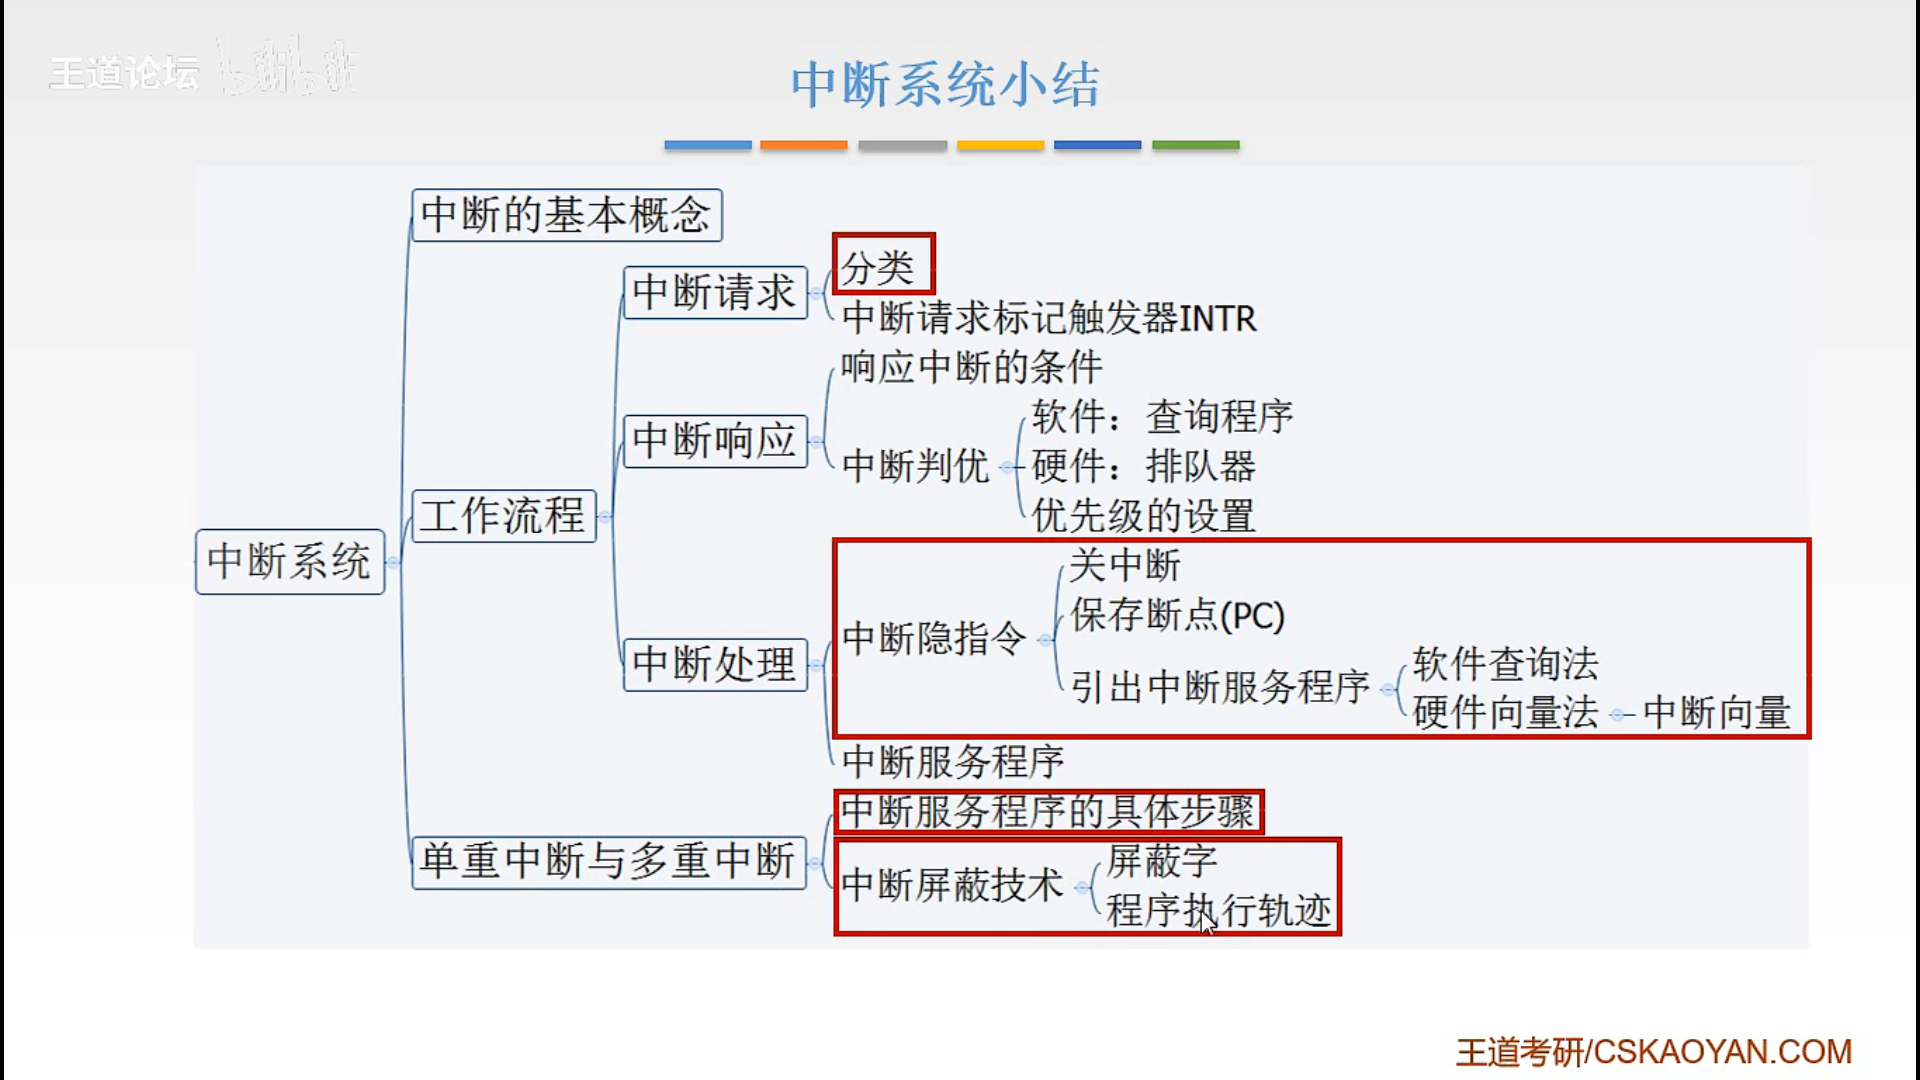 王道论坛 bilibili
中断系统小结
中断的基本概念
分类
中断请求
中断请求标记触发器INTR
响应中断的条件
软件：查询程序
中断响应
中断判优
硬件：排队器
优先级的设置
工作流程
中断系统
关中断
保存断点(PC)
中断隐指令
中断处理
软件查询法
引出中断服务程序
硬件向量法
中断向量
中断服务程序
中断服务程序的具体步骤
单重中断与多重中断
屏蔽字
中断屏蔽技术
程序执行轨迹
王道考研/CSKAOYAN.COM